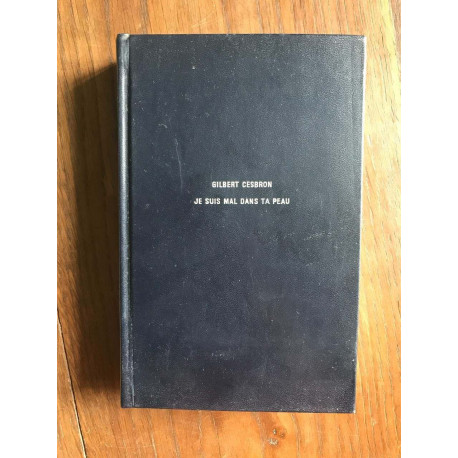 GILBERT CESBRON
JE SUIS MAL DANS TA PEAU